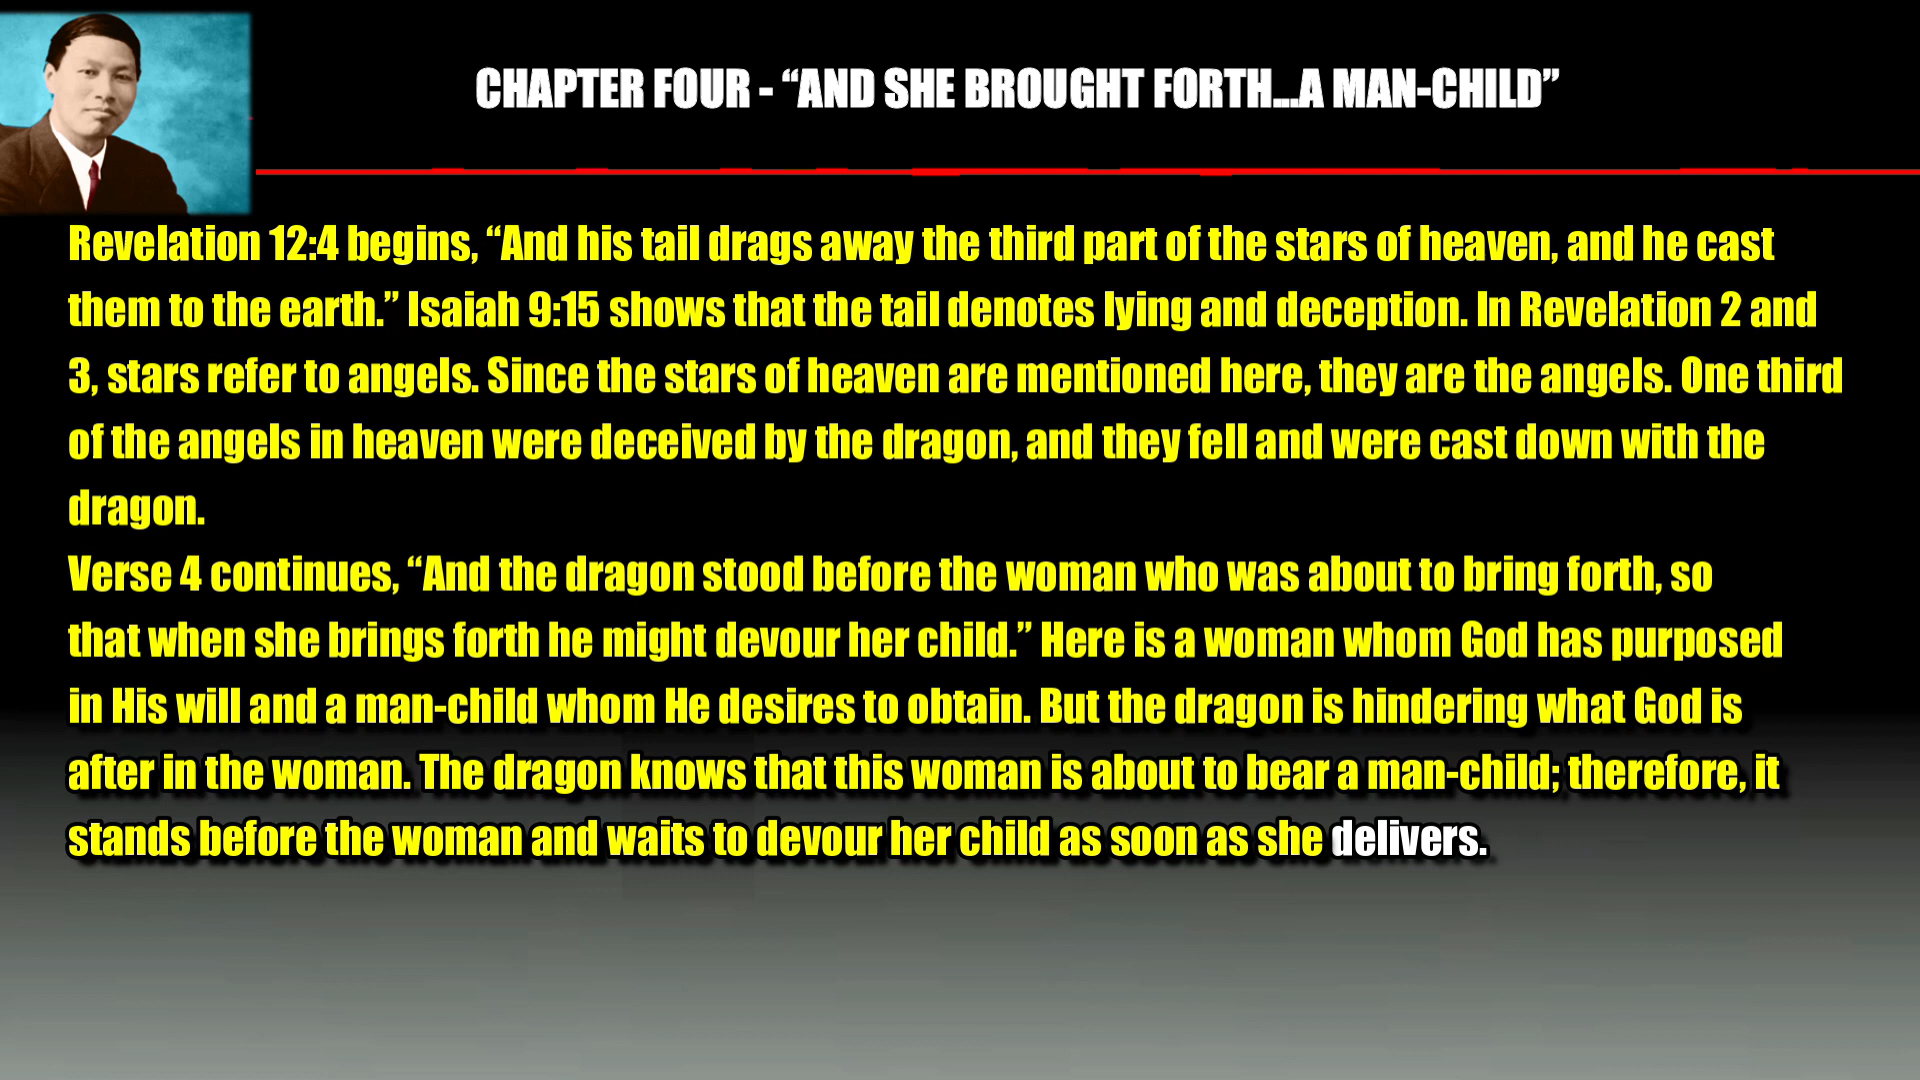 CHAPTER FOUR - “AND SHE BROUGHT FORTH...A MAN-CHILD”
Revelation 12:4 begins, “And his tail drags away the third part of the stars of heaven, and he cast
them to the earth.” Isaiah 9:15 shows that the tail denotes lying and deception. In Revelation 2 and
3, stars refer to angels. Since the stars of heaven are mentioned here, they are the angels. One third
of the angels in heaven were deceived by the dragon, and they fell and were cast down with the
dragon.
Verse 4 continues, “And the dragon stood before the woman who was about to bring forth, so
that when she brings forth he might devour her child.” Here is a woman whom God has purposed
in His will and a man-child whom He desires to obtain. But the dragon is hindering what God is
after in the woman. The dragon knows that this woman is about to bear a man-child; therefore, it
stands before the woman and waits to devour her child as soon as she delivers.